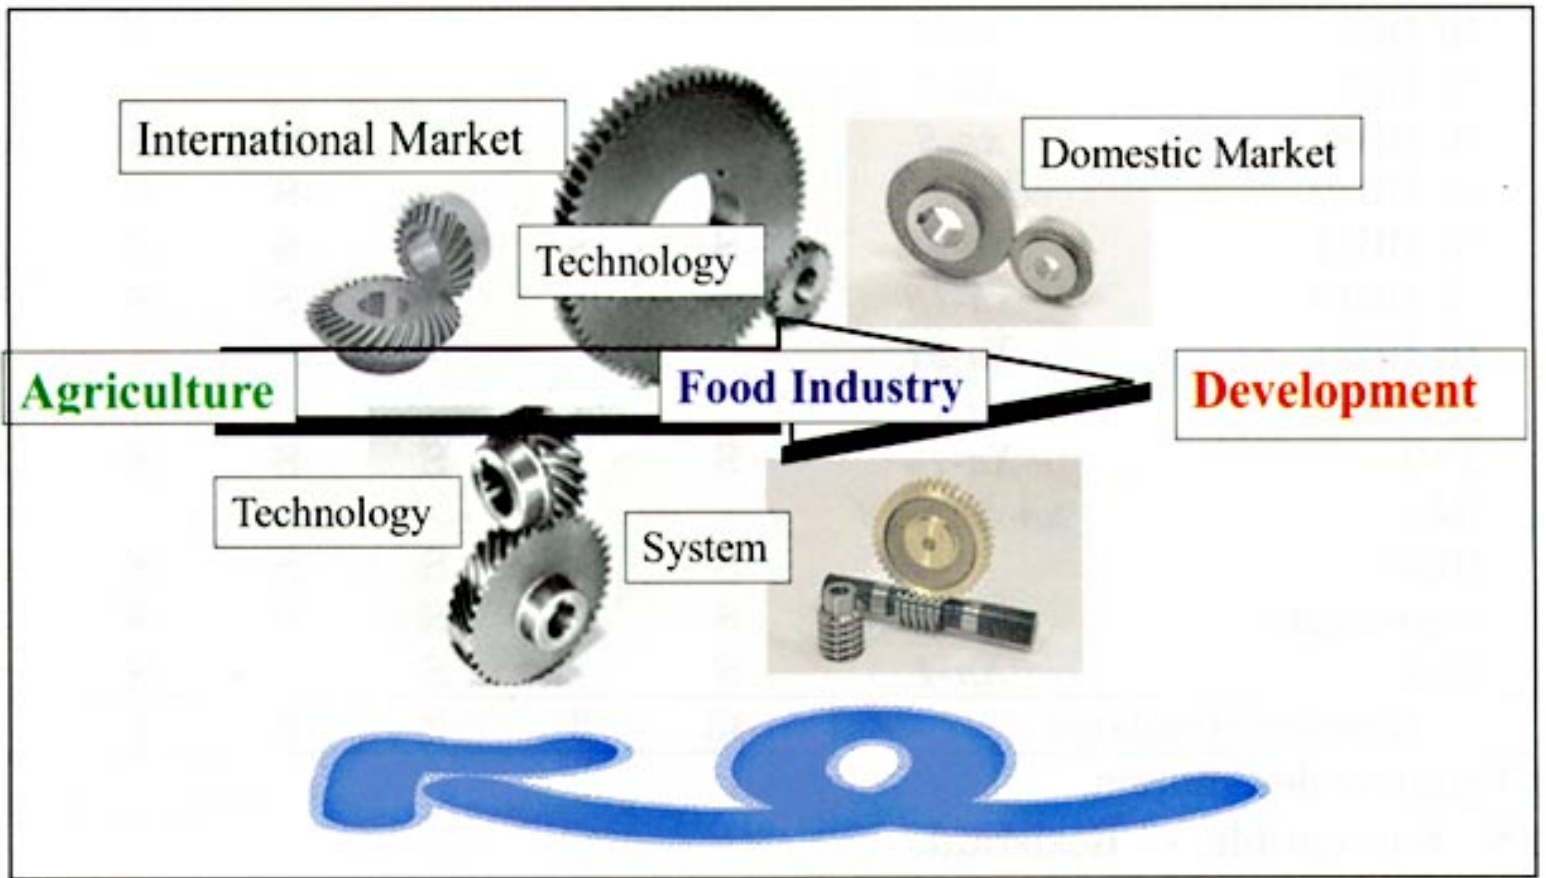 International Market
Domestic Market
Technology
Agriculture
Food Industry
Development
Technology
System